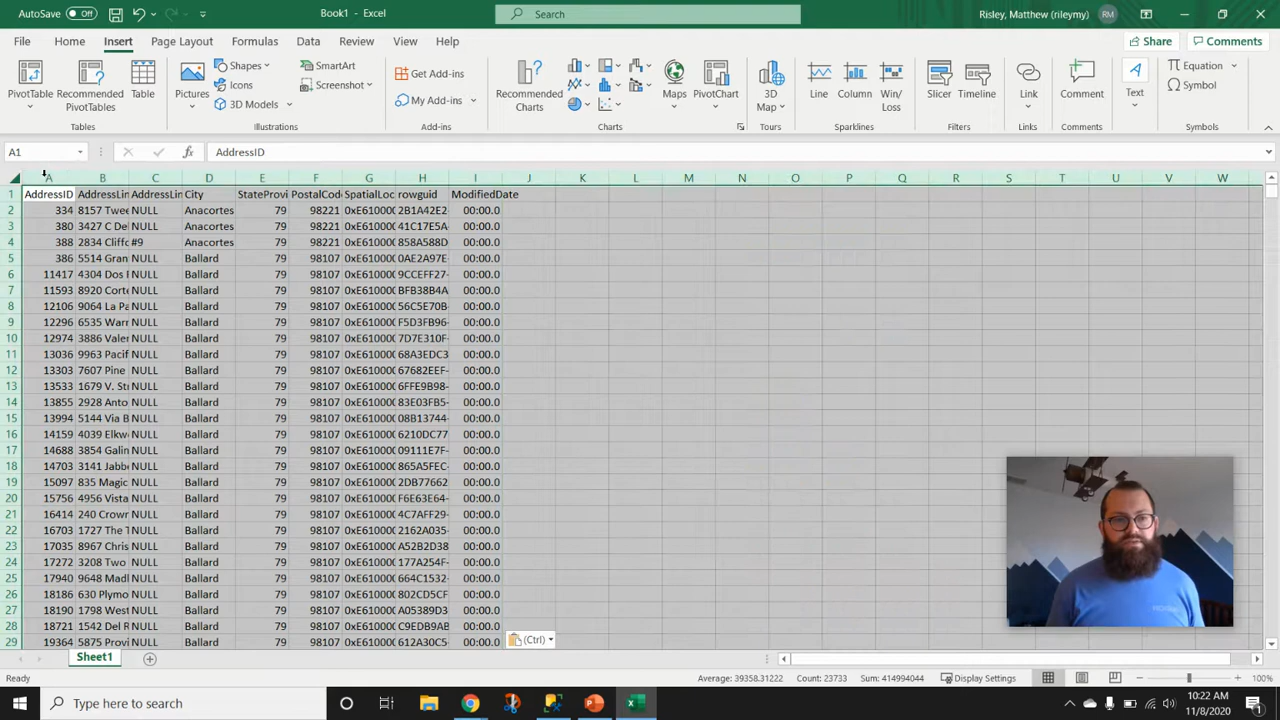 AutoSave Off Book1 - Excel Search Risley, Matthew (rileymy) RM
File Home Insert Page Layout Formulas Data Review View Help Share Comments
PivotTable Recommended PivotTables Table Pictures Shapes Icons 3D Models SmartArt Screenshot Get Add-ins My Add-ins Recommended Charts Maps PivotChart 3D Map Line Column Win/Loss Slicer Timeline Link Comment Text Equation Symbol
Tables Illustrations Add-ins Charts Tours Sparklines Filters Links Comments Symbols
A1 fx AddressID
A B C D E F G H I J K L M N O P Q R S T U V W
1 AddressID AddressLin AddressLin City StateProvi PostalCod SpatialLoc rowguid ModifiedDate
2 334 8157 Twee NULL Anacortes 79 98221 0xE61000 2B1A42E2- 00:00.0
3 380 3427 C De NULL Anacortes 79 98221 0xE61000 41C17E5A- 00:00.0
4 388 2834 Cliffo #9 Anacortes 79 98221 0xE61000 858A588D- 00:00.0
5 386 5514 Gran NULL Ballard 79 98107 0xE61000 0AE2A97E- 00:00.0
6 11417 4304 Dos NULL Ballard 79 98107 0xE61000 9CCEFF27- 00:00.0
7 11593 8920 Corte NULL Ballard 79 98107 0xE61000 BFB38B4A 00:00.0
8 12106 9064 La Pa NULL Ballard 79 98107 0xE61000 56C5E70B- 00:00.0
9 12296 6535 Warr NULL Ballard 79 98107 0xE61000 F5D3FB96- 00:00.0
10 12974 3886 Valer NULL Ballard 79 98107 0xE61000 7D7E310F- 00:00.0
11 13036 9963 Pacif NULL Ballard 79 98107 0xE61000 68A3EDC3 00:00.0
12 13303 7607 Pine NULL Ballard 79 98107 0xE61000 67682EEF- 00:00.0
13 13533 1679 V. St NULL Ballard 79 98107 0xE61000 6FFE9B98- 00:00.0
14 13855 2928 Anto NULL Ballard 79 98107 0xE61000 83E03FB5- 00:00.0
15 13994 5144 Via B NULL Ballard 79 98107 0xE61000 08B13744- 00:00.0
16 14159 4039 Elkw NULL Ballard 79 98107 0xE61000 6210DC77 00:00.0
17 14688 3854 Galin NULL Ballard 79 98107 0xE61000 09111E7F- 00:00.0
18 14703 3141 Jabb NULL Ballard 79 98107 0xE61000 865A5FEC- 00:00.0
19 15097 835 Magic NULL Ballard 79 98107 0xE61000 2DB77662 00:00.0
20 15756 4956 Vista NULL Ballard 79 98107 0xE61000 F6E63E64- 00:00.0
21 16414 240 Crown NULL Ballard 79 98107 0xE61000 4C7AFF29- 00:00.0
22 16703 1727 The NULL Ballard 79 98107 0xE61000 2162A035- 00:00.0
23 17035 8967 Chris NULL Ballard 79 98107 0xE61000 A52B2D38 00:00.0
24 17272 3208 Two NULL Ballard 79 98107 0xE61000 177A254F- 00:00.0
25 17940 9648 Madl NULL Ballard 79 98107 0xE61000 664C1532- 00:00.0
26 18186 630 Plymo NULL Ballard 79 98107 0xE61000 802CD5FC 00:00.0
27 18190 1798 West NULL Ballard 79 98107 0xE61000 A05389D3 00:00.0
28 18721 1542 Del R NULL Ballard 79 98107 0xE61000 C9EDB9AB 00:00.0
29 19364 5875 Provi NULL Ballard 79 98107 0xE61000 612A30C5- 00:00.0
(Ctrl)
Sheet1
Ready Average: 39358.31222 Count: 23733 Sum: 414994044 Display Settings 100%
Type here to search 10:22 AM
11/8/2020